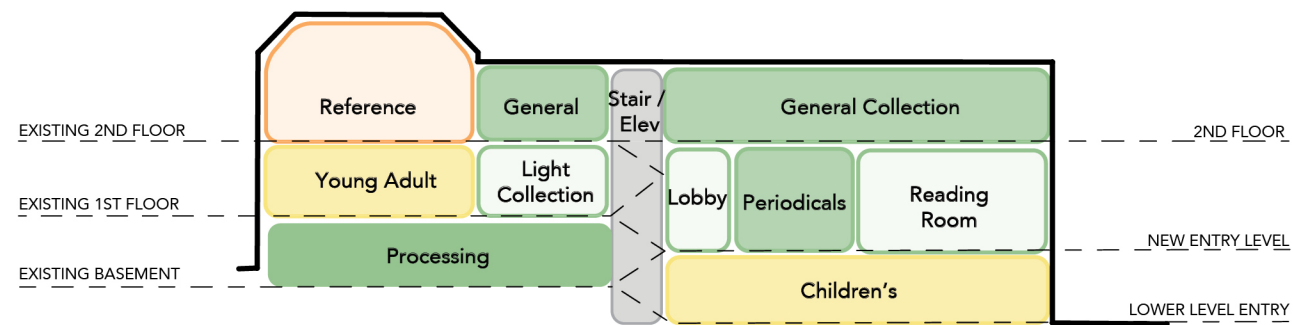 Reference
General
Stair /
Elev
General Collection
EXISTING 2ND FLOOR
2ND FLOOR
Young Adult
Light
Collection
Lobby
Periodicals
Reading
Room
EXISTING 1ST FLOOR
NEW ENTRY LEVEL
Processing
EXISTING BASEMENT
Children's
LOWER LEVEL ENTRY